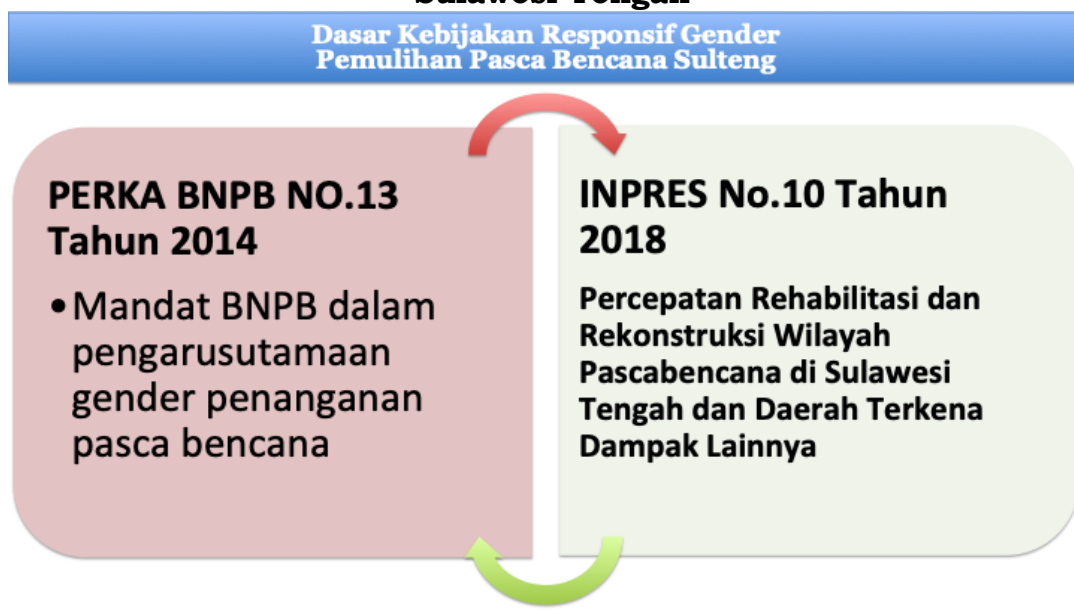 Sulawesi Tengah
Dasar Kebijakan Responsif Gender
Pemulihan Pasca Bencana Sulteng
PERKA BNPB NO.13
Tahun 2014
•Mandat BNPB dalam
pengarusutamaan
gender penanganan
pasca bencana
INPRES No.10 Tahun
2018
Percepatan Rehabilitasi dan
Rekonstruksi Wilayah
Pascabencana di Sulawesi
Tengah dan Daerah Terkena
Dampak Lainnya